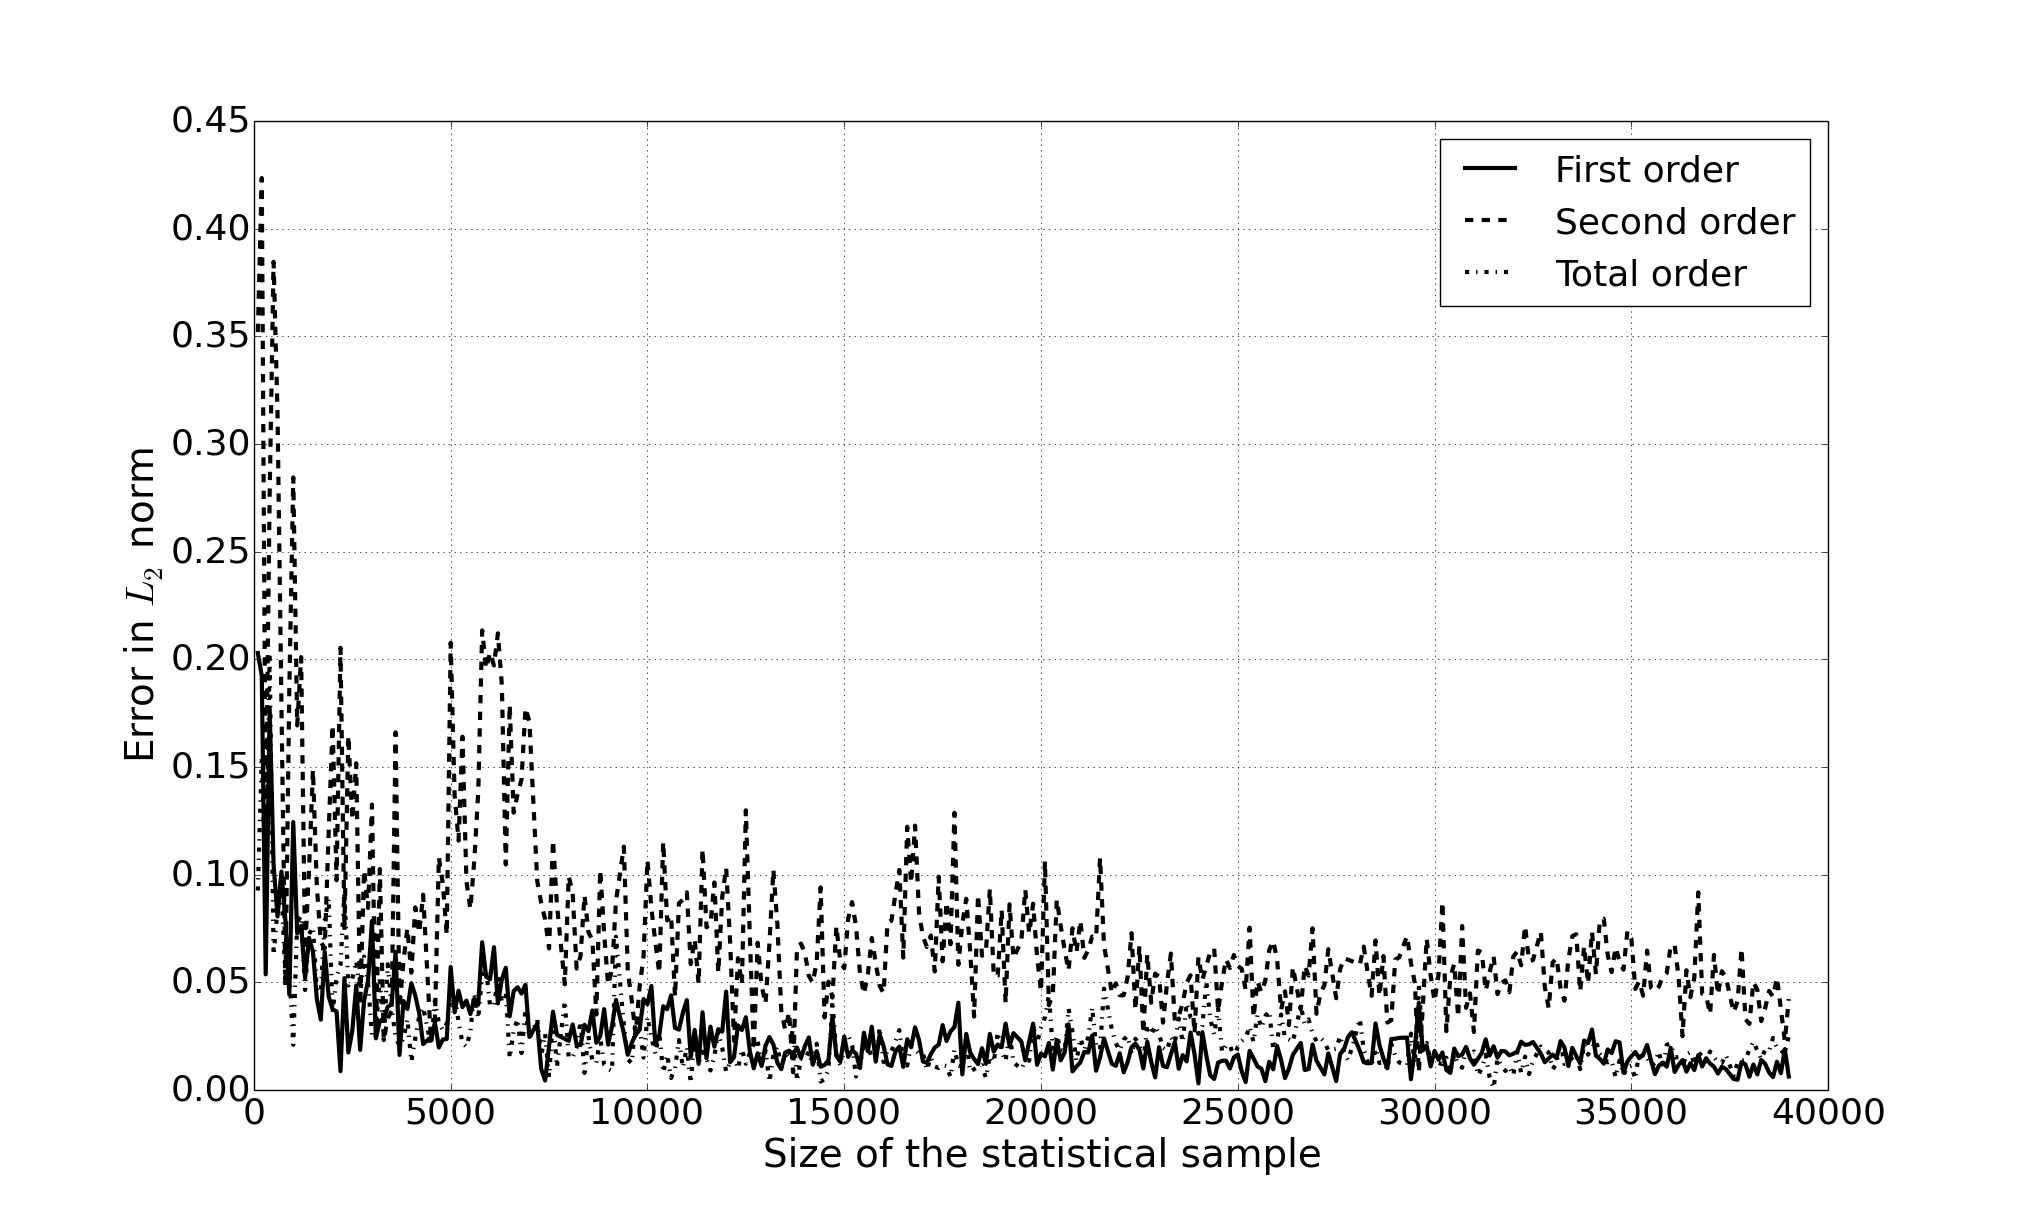 0.45
0.40
0.35
0.30
0.25
0.20
0.15
0.10
0.05
0.00
Error in L₂ norm
First order
Second order
Total order
0 5000 10000 15000 20000 25000 30000 35000 40000
Size of the statistical sample